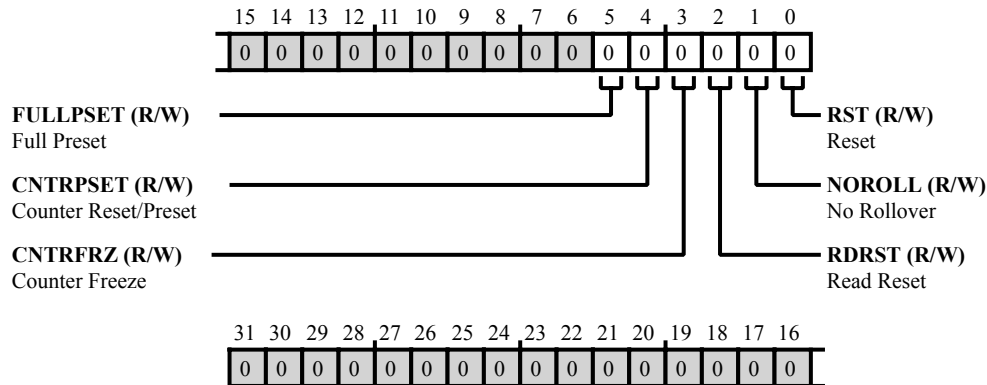 15 14 13 12 11 10 9 8 7 6 5 4 3 2 1 0
0 0 0 0 0 0 0 0 0 0 0 0 0 0 0 0
FULLPSET (R/W)
Full Preset
RST (R/W)
Reset
CNTRPSET (R/W)
Counter Reset/Preset
NOROLL (R/W)
No Rollover
CNTRFRZ (R/W)
Counter Freeze
RDRST (R/W)
Read Reset
31 30 29 28 27 26 25 24 23 22 21 20 19 18 17 16
0 0 0 0 0 0 0 0 0 0 0 0 0 0 0 0